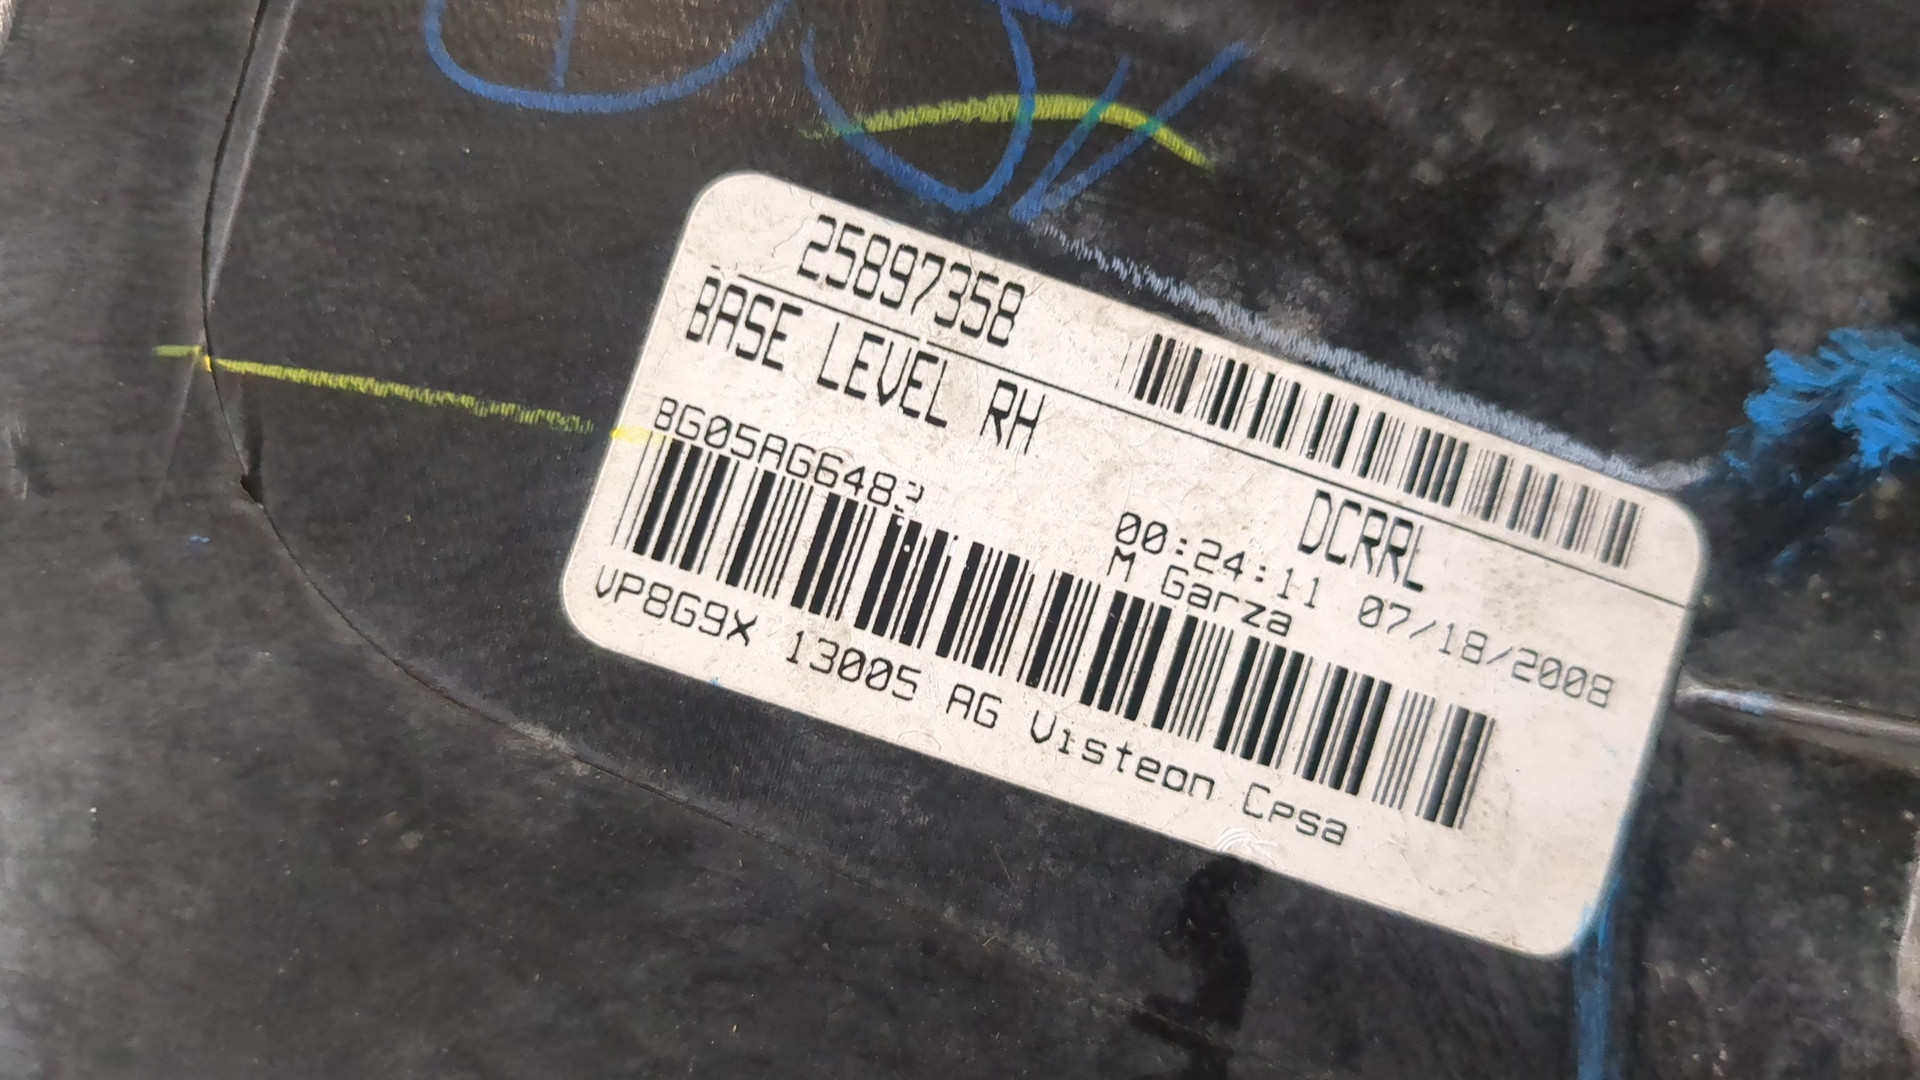 25897358
BASE LEVEL RH
DCRRL
00:24:11 07/18/2008
M Garza
VP8G9X 13005 AG Visteon Cpsa